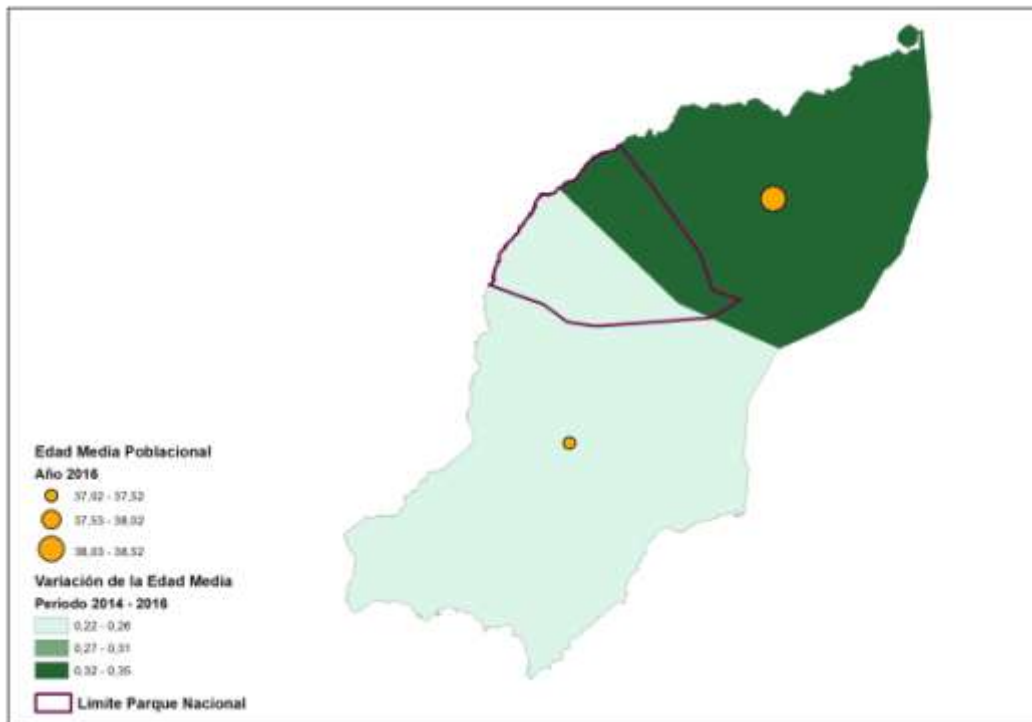 Edad Media Poblacional
Año 2016
37,02 - 37,52
37,53 - 38,02
38,03 - 38,52
Variación de la Edad Media
Periodo 2014 - 2016
0,22 - 0,26
0,27 - 0,31
0,32 - 0,35
Limite Parque Nacional